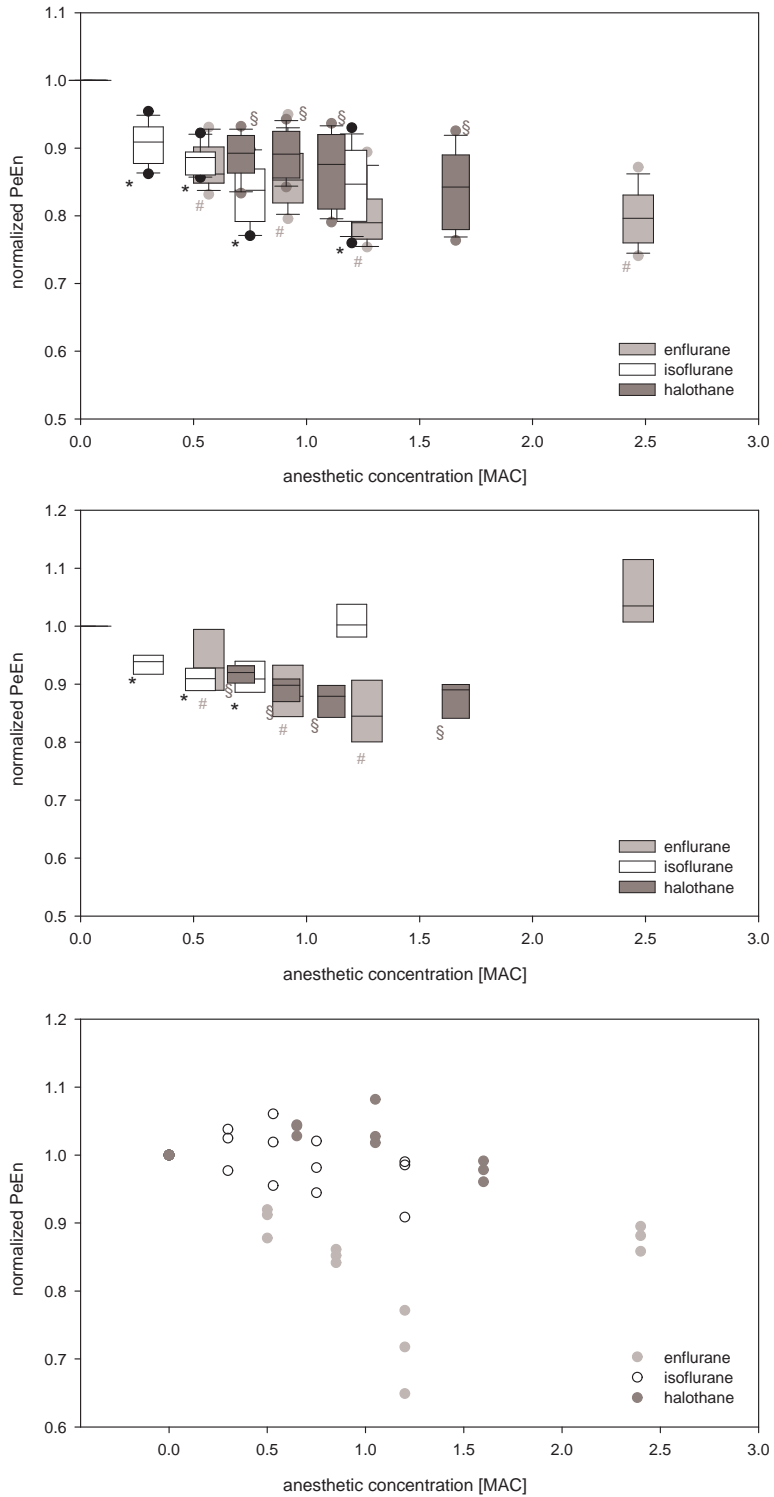 1.1
1.0
0.9
0.8
0.7
0.6
0.5
normalized PeEn
§ § § §
* * * *
# # # #
enflurane
isoflurane
halothane
0.0 0.5 1.0 1.5 2.0 2.5 3.0
anesthetic concentration [MAC]
1.2
1.1
1.0
0.9
0.8
0.7
0.6
0.5
normalized PeEn
* * *
§ § § §
# # #
enflurane
isoflurane
halothane
0.0 0.5 1.0 1.5 2.0 2.5 3.0
anesthetic concentration [MAC]
1.2
1.1
1.0
0.9
0.8
0.7
0.6
normalized PeEn
enflurane
isoflurane
halothane
0.0 0.5 1.0 1.5 2.0 2.5 3.0
anesthetic concentration [MAC]